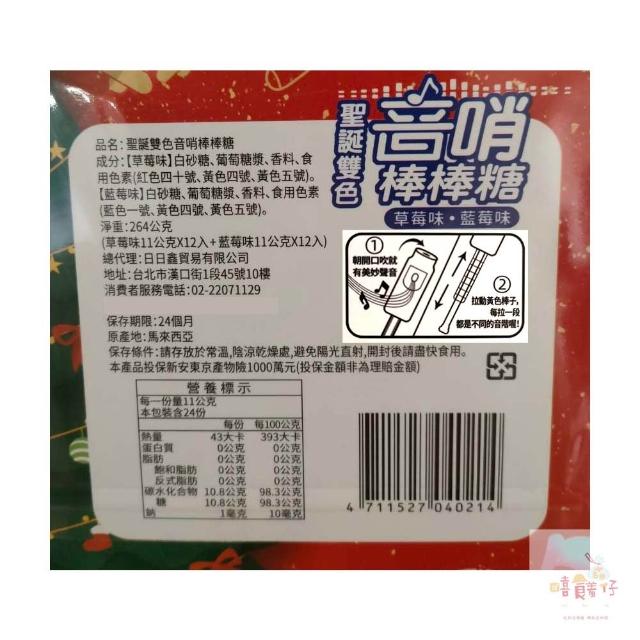 聖誕雙色
音哨
棒棒糖
草莓味·藍莓味
品名:聖誕雙色音哨棒棒糖
成分:【草莓味】白砂糖、葡萄糖漿、香料、食
用色素(紅色四十號、黃色四號、黃色五號)。
【藍莓味】白砂糖、葡萄糖漿、香料、食用色素
(藍色一號、黃色四號、黃色五號)。
淨重:264公克
(草莓味11公克X12入+藍莓味11公克X12入)
總代理:日日鑫貿易有限公司
地址:台北市漢口街1段45號10樓
消費者服務電話:02-22071129
①
朝開口吹就
有美妙聲音
②
拉動黃色棒子,
每拉一段
都是不同的音階喔!
保存期限:24個月
原產地:馬來西亞
保存條件:請存放於常溫,陰涼乾燥處,避免陽光直射,開封後請盡快食用。
本產品投保新安東京產物險1000萬元(投保金額非為理賠金額)
營養標示
每一份量11公克
本包裝含24份
每份 每100公克
熱量 43大卡 393大卡
蛋白質 0公克 0公克
脂肪 0公克 0公克
飽和脂肪 0公克 0公克
反式脂肪 0公克 0公克
碳水化合物 10.8公克 98.3公克
糖 10.8公克 98.3公克
鈉 1毫克 10毫克
4 711527 040214
嘻食羊仔